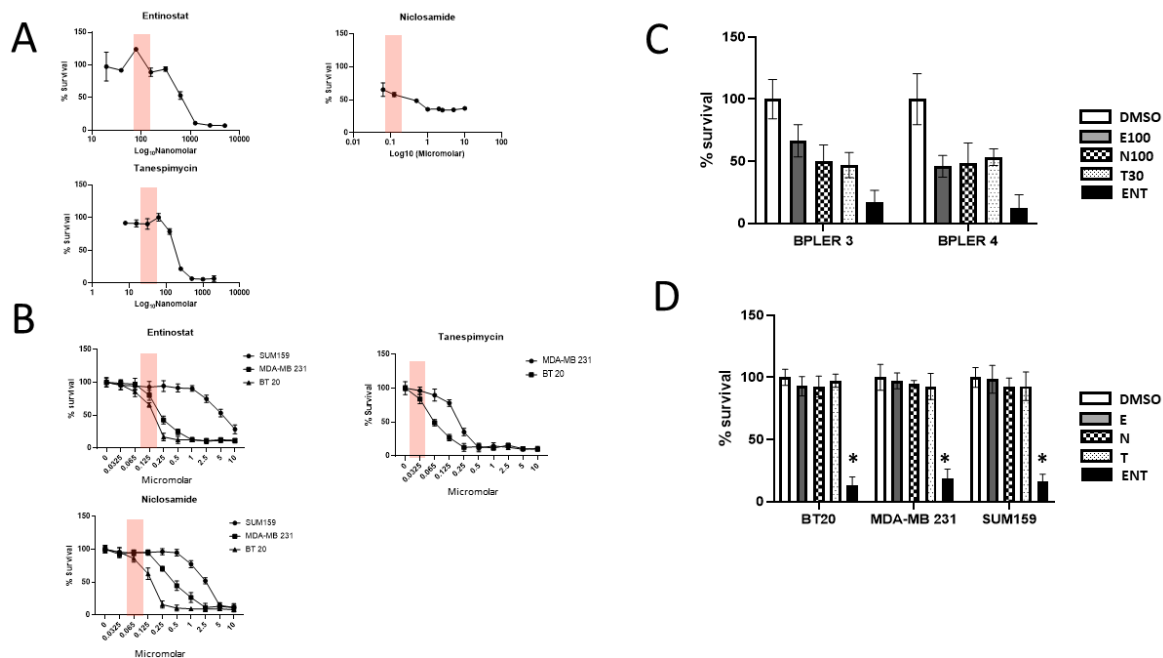 A
Entinostat
% Survival
150
100
50
0
10
100
1000
10000
Log10Nanomolar
Niclosamide
% Survival
150
100
50
0
0.01
0.1
1
10
100
Log10 (Micromolar)
Tanespimycin
% Survival
150
100
50
0
1
10
100
1000
10000
Log10Nanomolar
B
Entinostat
% Survival
150
100
50
0
0
0.0325
0.065
0.125
0.25
0.5
1
2.5
5
10
Micromolar
SUM159
MDA-MB 231
BT 20
Tanespimycin
% Survival
150
100
50
0
0
0.0325
0.065
0.125
0.25
0.5
1
2.5
5
10
Micromolar
MDA-MB 231
BT 20
Niclosamide
% Survival
150
100
50
0
0
0.0325
0.065
0.125
0.25
0.5
1
2.5
5
10
Micromolar
SUM159
MDA-MB 231
BT 20
C
% survival
150
100
50
0
BPLER 3
BPLER 4
DMSO
E100
N100
T30
ENT
D
% survival
150
100
50
0
*
*
*
BT20
MDA-MB 231
SUM159
DMSO
E
N
T
ENT